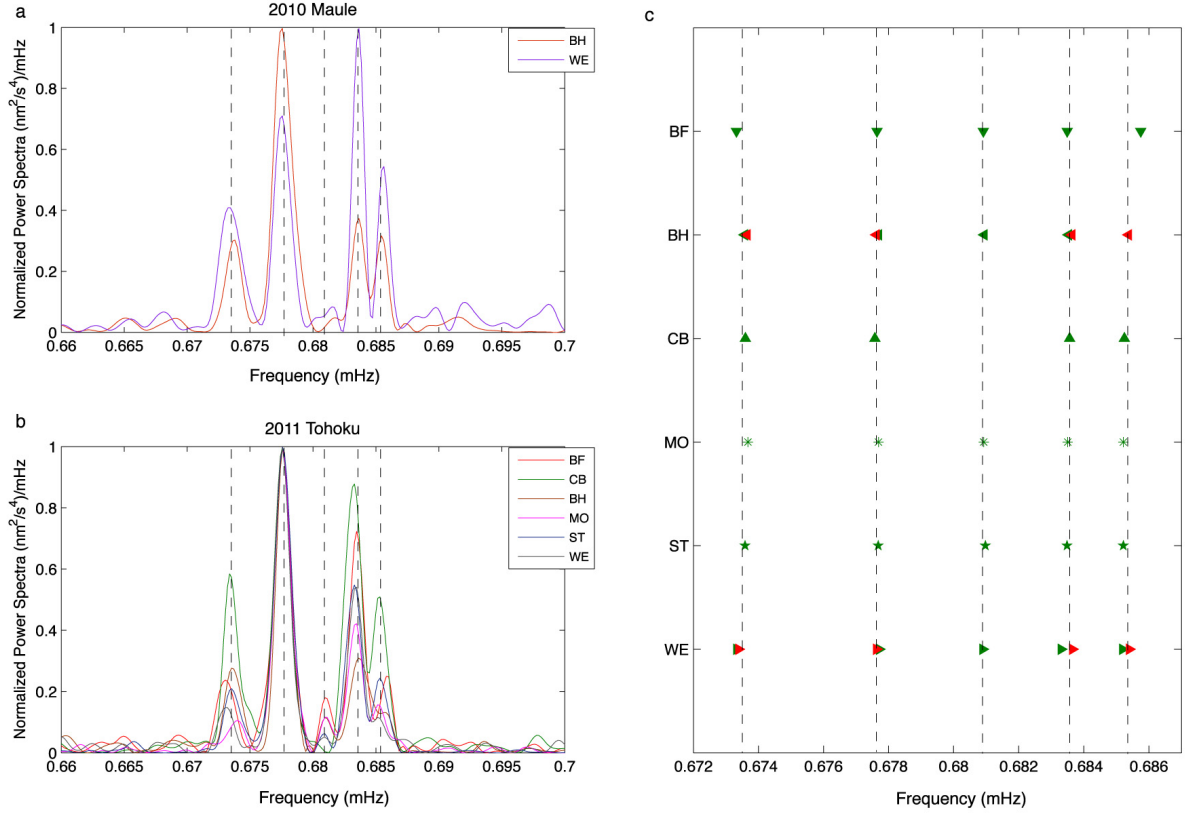 a
2010 Maule
Normalized Power Spectra (nm²/s⁴)/mHz
1
0.8
0.6
0.4
0.2
0
0.66 0.665 0.67 0.675 0.68 0.685 0.69 0.695 0.7
Frequency (mHz)
BH
WE
b
2011 Tohoku
Normalized Power Spectra (nm²/s⁴)/mHz
1
0.8
0.6
0.4
0.2
0
0.66 0.665 0.67 0.675 0.68 0.685 0.69 0.695 0.7
Frequency (mHz)
BF
CB
BH
MO
ST
WE
c
BF
BH
CB
MO
ST
WE
0.672 0.674 0.676 0.678 0.68 0.682 0.684 0.686
Frequency (mHz)